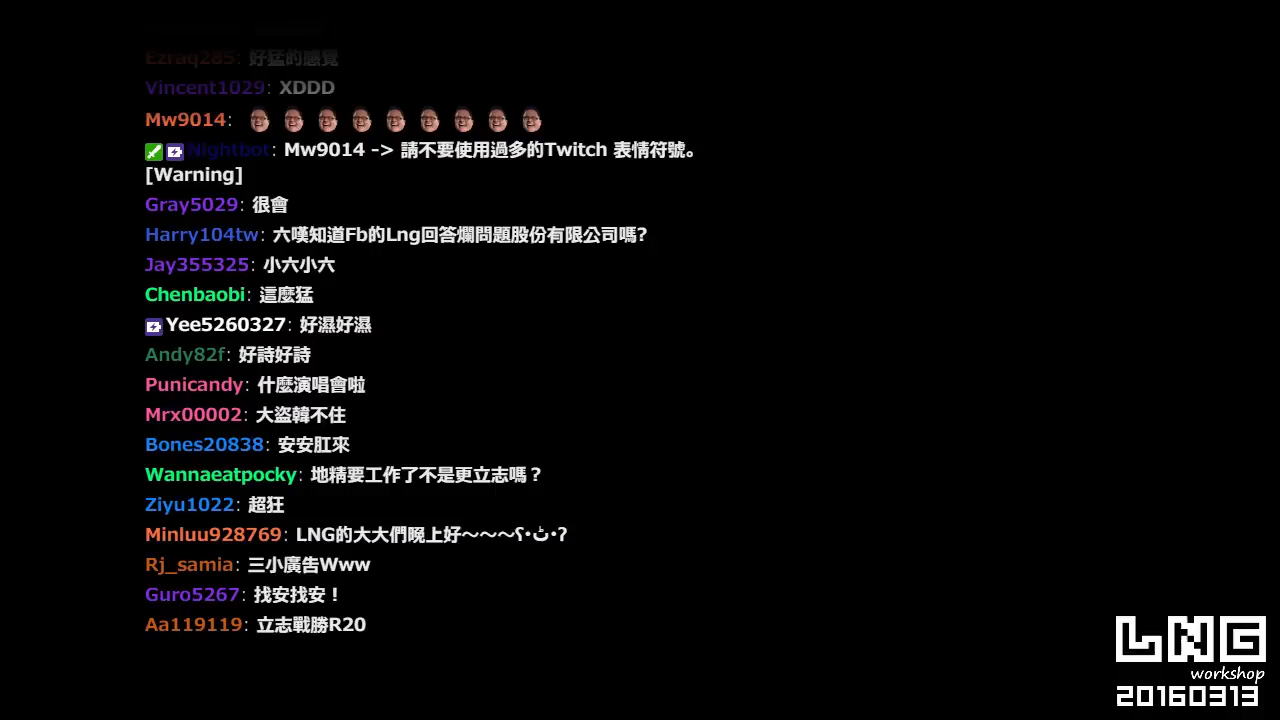 Ezraq285: 好猛的感覺
Vincent1029: XDDD
Mw9014:
Nightbot: Mw9014 -> 請不要使用過多的Twitch 表情符號。
[Warning]
Gray5029: 很會
Harry104tw: 六嘆知道Fb的Lng回答爛問題股份有限公司嗎?
Jay355325: 小六小六
Chenbaobi: 這麼猛
Yee5260327: 好濕好濕
Andy82f: 好詩好詩
Punicandy: 什麼演唱會啦
Mrx00002: 大盜韓不住
Bones20838: 安安肛來
Wannaeatpocky: 地精要工作了不是更立志嗎？
Ziyu1022: 超狂
Minluu928769: LNG的大大們晼上好～～～ʕ•ٹ•?
Rj_samia: 三小廣告Www
Guro5267: 找安找安！
Aa119119: 立志戰勝R20
LNG
workshop
20160313